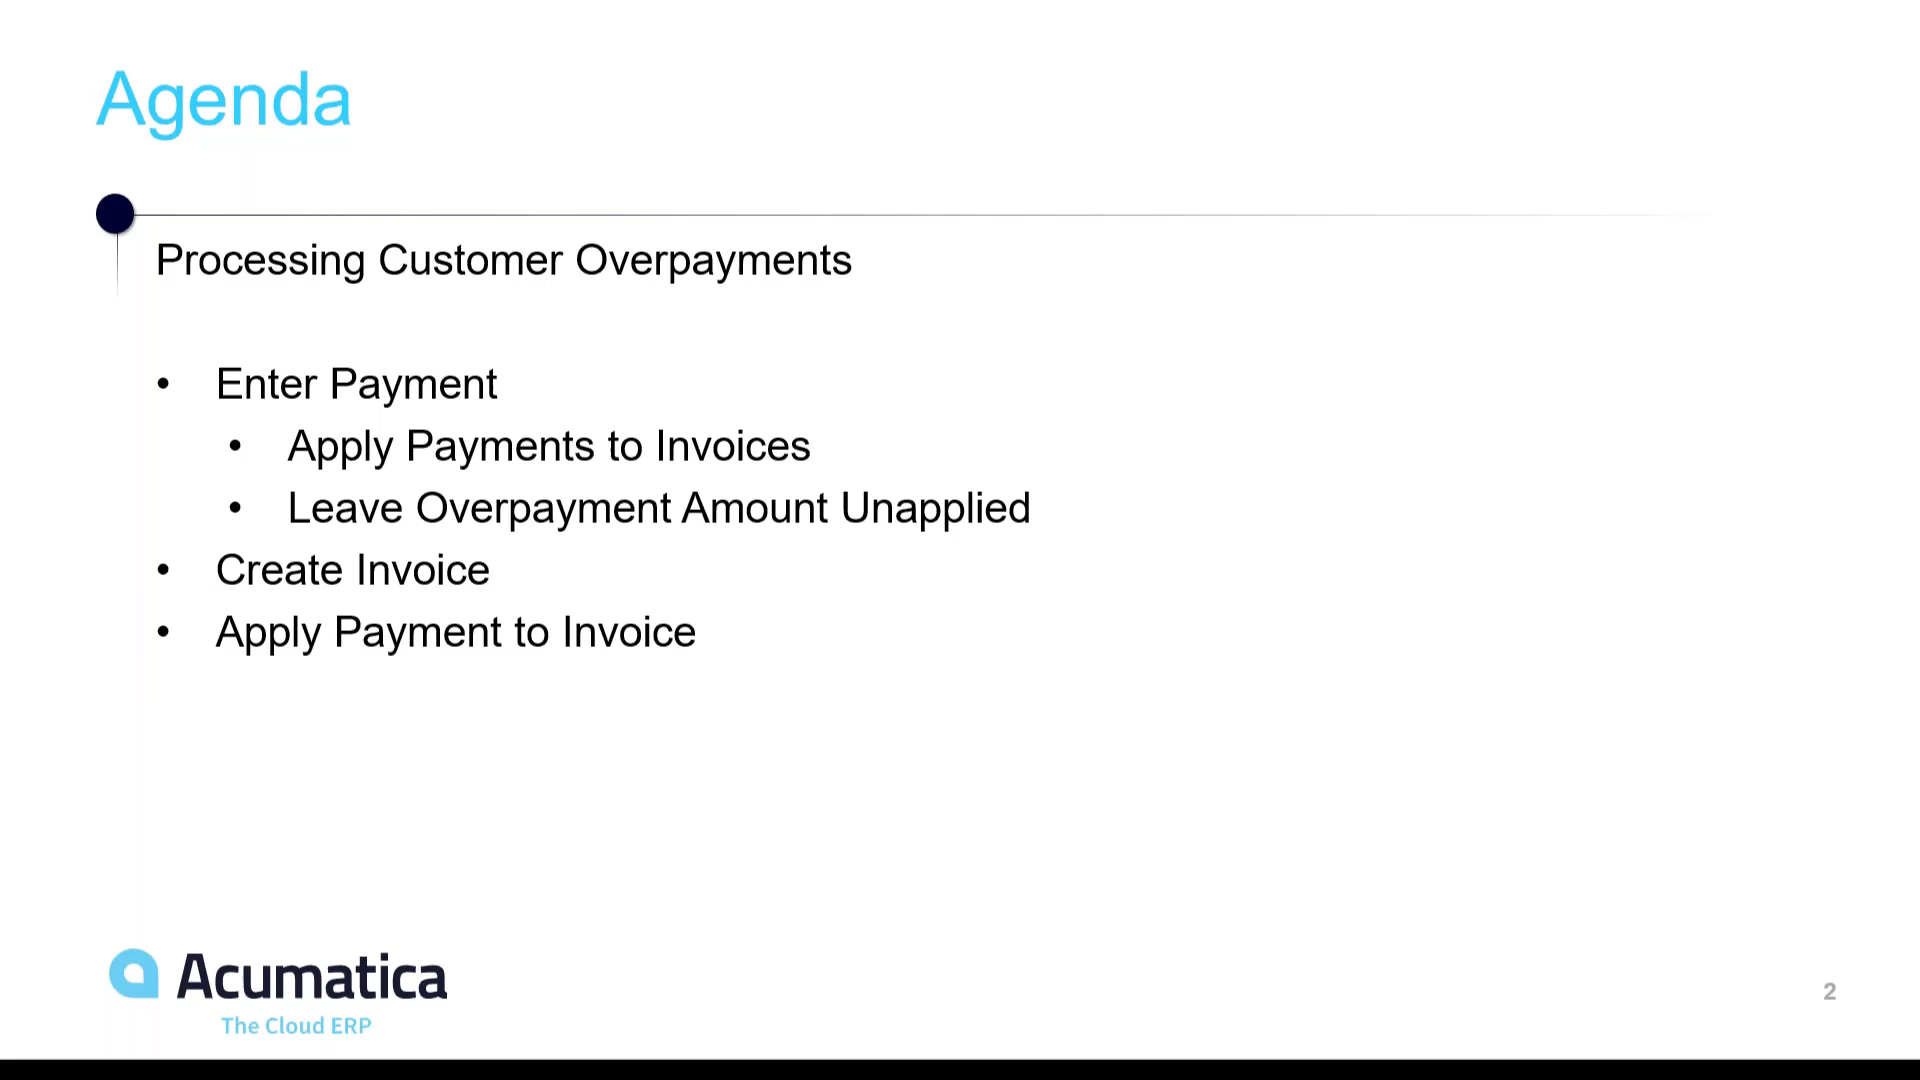 Agenda
Processing Customer Overpayments
• Enter Payment
• Apply Payments to Invoices
• Leave Overpayment Amount Unapplied
• Create Invoice
• Apply Payment to Invoice
Acumatica
The Cloud ERP
2